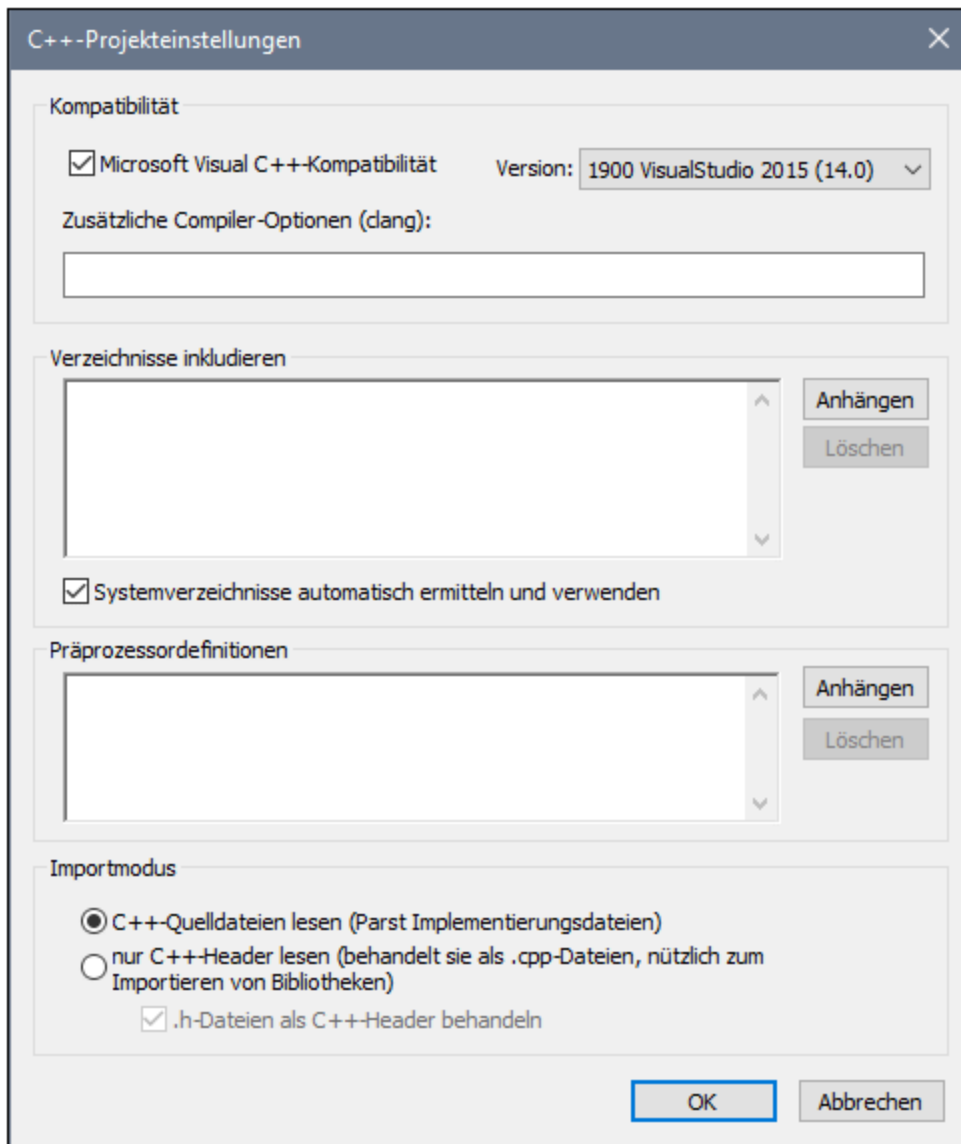 C++-Projekteinstellungen
Kompatibilität
Microsoft Visual C++-Kompatibilität Version: 1900 VisualStudio 2015 (14.0)
Zusätzliche Compiler-Optionen (clang):
Verzeichnisse inkludieren
Anhängen
Löschen
Systemverzeichnisse automatisch ermitteln und verwenden
Präprozessordefinitionen
Anhängen
Löschen
Importmodus
C++-Quelldateien lesen (Parst Implementierungsdateien)
nur C++-Header lesen (behandelt sie als .cpp-Dateien, nützlich zum
Importieren von Bibliotheken)
.h-Dateien als C++-Header behandeln
OK Abbrechen